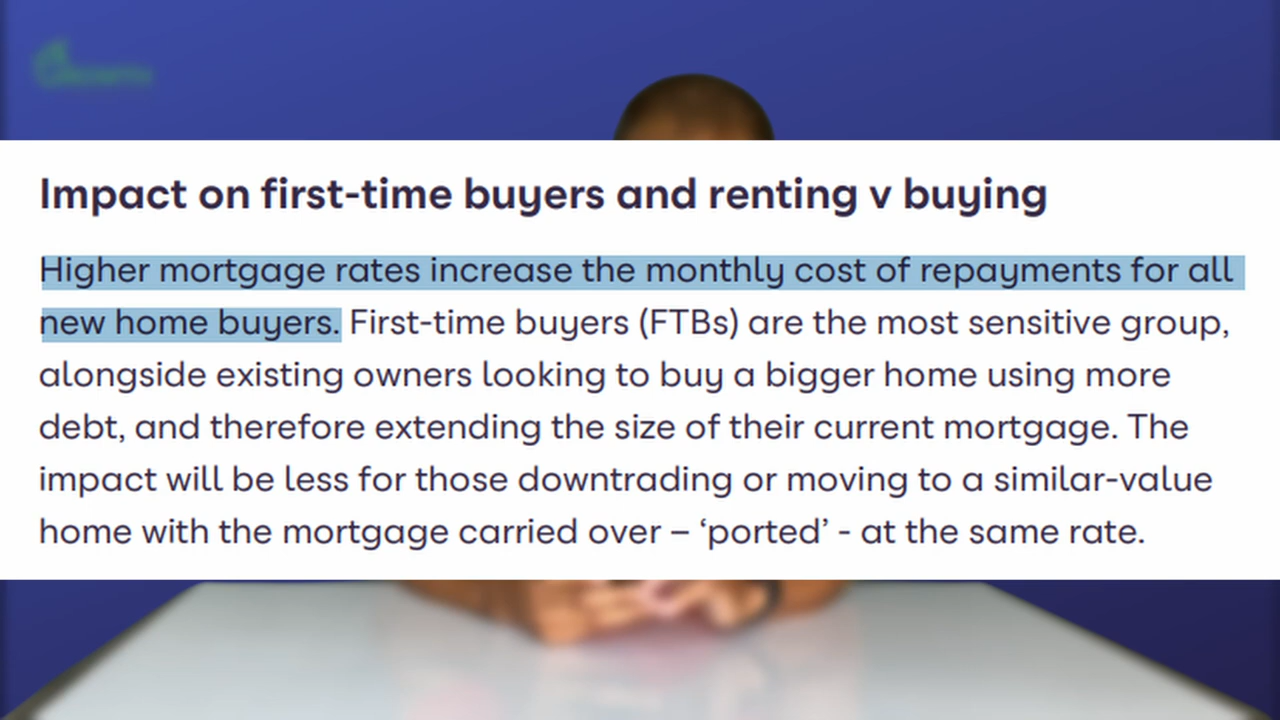 Impact on first-time buyers and renting v buying
Higher mortgage rates increase the monthly cost of repayments for all
new home buyers. First-time buyers (FTBs) are the most sensitive group,
alongside existing owners looking to buy a bigger home using more
debt, and therefore extending the size of their current mortgage. The
impact will be less for those downtrading or moving to a similar-value
home with the mortgage carried over – ‘ported’ - at the same rate.